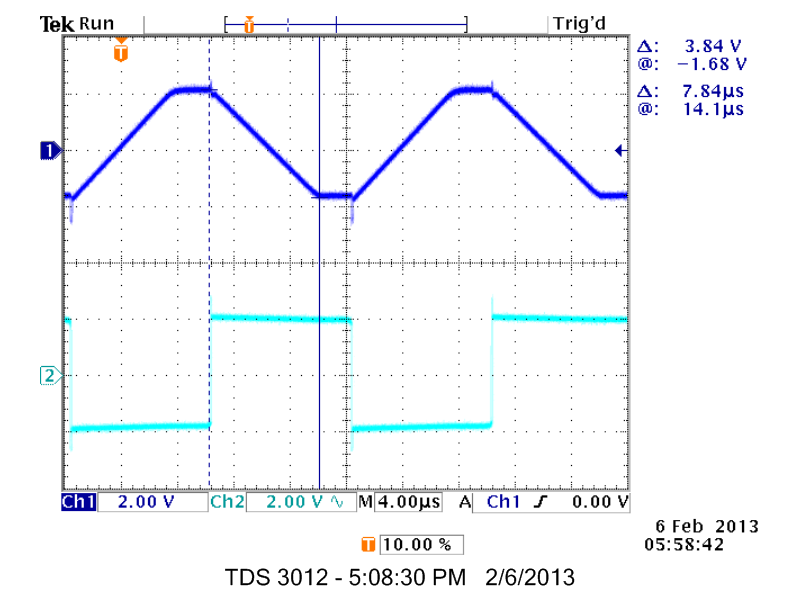 Tek Run Trig'd
T
T
Δ: 3.84 V
@: −1.68 V
Δ: 7.84µs
@: 14.1µs
1
2
Ch1 2.00 V Ch2 2.00 V ∿ M 4.00µs A Ch1 ʃ 0.00 V
T 10.00 %
6 Feb 2013
05:58:42
TDS 3012 - 5:08:30 PM 2/6/2013